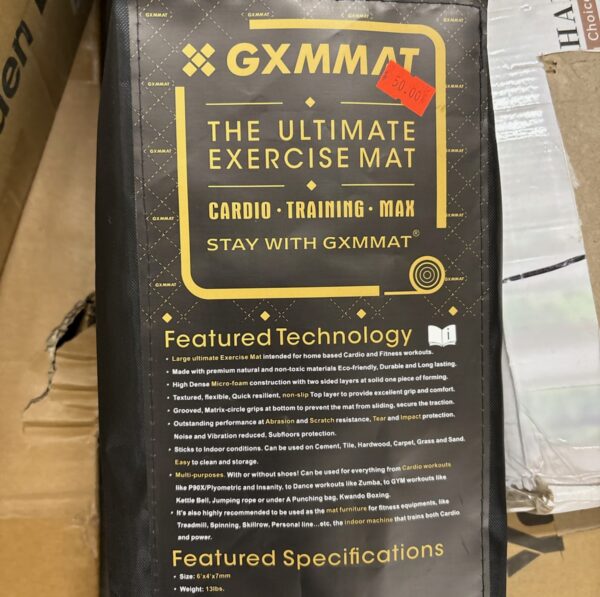 GXMMAT
50.00
THE ULTIMATE
EXERCISE MAT
CARDIO · TRAINING · MAX
STAY WITH GXMMAT®
Featured Technology
• Large ultimate Exercise Mat intended for home based Cardio and Fitness workouts.
• Made with premium natural and non-toxic materials Eco-friendly, Durable and Long lasting.
• High Dense Micro-foam construction with two sided layers at solid one piece of forming.
• Textured, flexible, Quick resilient, non-slip Top layer to provide excellent grip and comfort.
• Grooved, Matrix-circle grips at bottom to prevent the mat from sliding, secure the traction.
• Outstanding performance at Abrasion and Scratch resistance, Tear and Impact protection.
Noise and Vibration reduced, Subfloors protection.
• Sticks to Indoor conditions. Can be used on Cement, Tile, Hardwood, Carpet, Grass and Sand.
Easy to clean and storage.
• Multi-purposes. With or without shoes! Can be used for everything from Cardio workouts
like P90X/Plyometric and Insanity, to Dance workouts like Zumba, to GYM workouts like
Kettle Bell, Jumping rope or under A Punching bag, Kwando Boxing.
• It's also highly recommended to be used as the mat furniture for fitness equipments, like
Treadmill, Spinning, Skillrow, Personal line...etc, the indoor machine that trains both Cardio
and power.
Featured Specifications
• Size: 6'x4'x7mm
• Weight: 13lbs.
den
HA
Choic